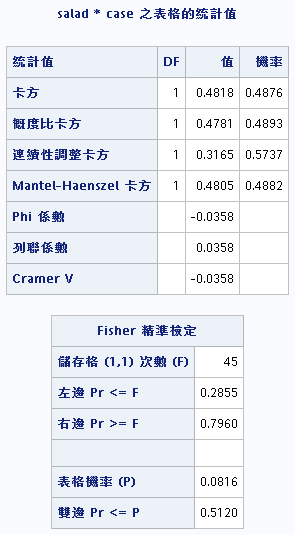 salad * case 之表格的统計值
统計值 DF 值 機率
卡方 1 0.4818 0.4876
概度比卡方 1 0.4781 0.4893
連續性調整卡方 1 0.3165 0.5737
Mantel-Haenszel 卡方 1 0.4805 0.4882
Phi 係數 -0.0358
列聯係數 0.0358
Cramer V -0.0358
Fisher 精準檢定
儲存格 (1,1) 次數 (F) 45
左邊 Pr <= F 0.2855
右邊 Pr >= F 0.7960
表格機率 (P) 0.0816
雙邊 Pr <= P 0.5120